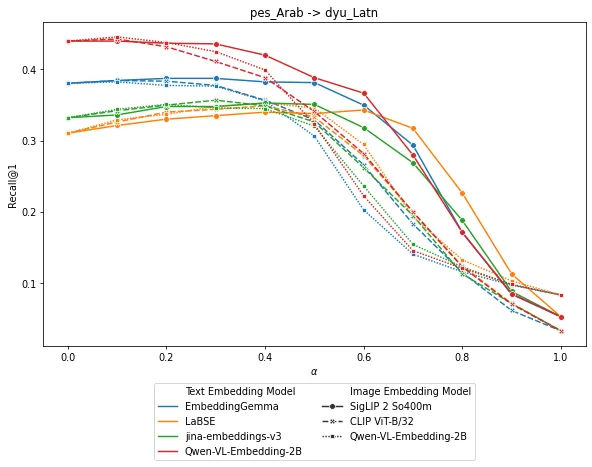 pes_Arab -> dyu_Latn
Recall@1
0.4
0.3
0.2
0.1
0.0 0.2 0.4 0.6 0.8 1.0
α
Text Embedding Model Image Embedding Model
EmbeddingGemma SigLIP 2 So400m
LaBSE CLIP ViT-B/32
jina-embeddings-v3 Qwen-VL-Embedding-2B
Qwen-VL-Embedding-2B